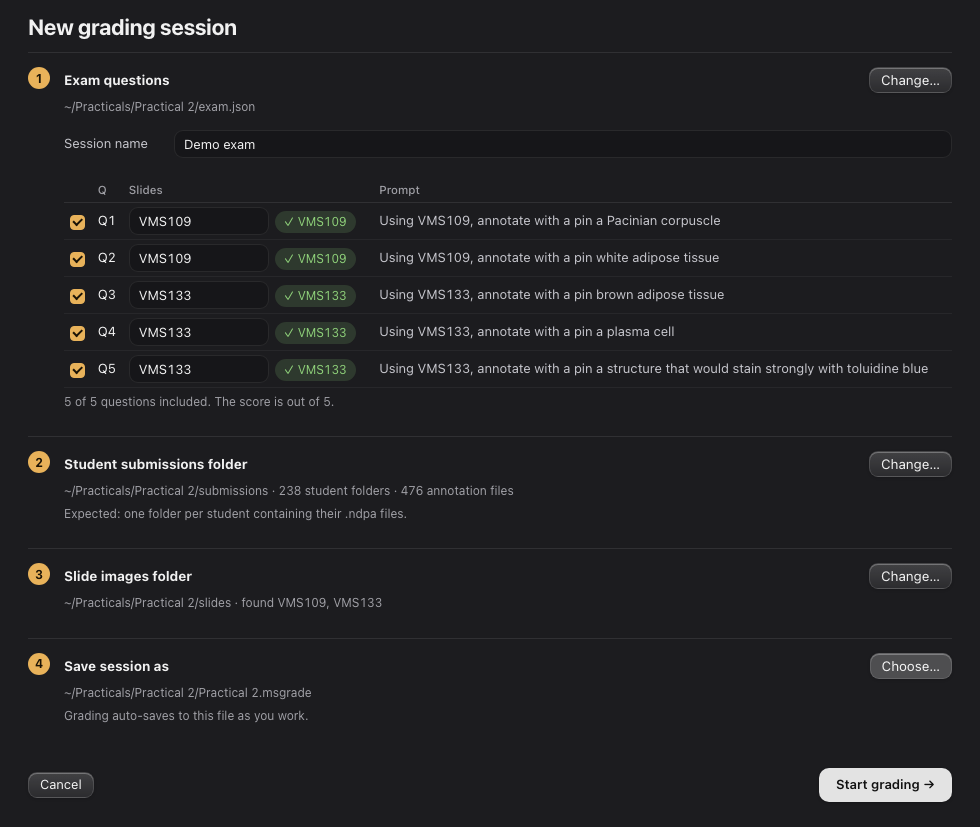 New grading session
1 Exam questions Change...
~/Practicals/Practical 2/exam.json
Session name Demo exam
Q Slides Prompt
Q1 VMS109 ✓ VMS109 Using VMS109, annotate with a pin a Pacinian corpuscle
Q2 VMS109 ✓ VMS109 Using VMS109, annotate with a pin white adipose tissue
Q3 VMS133 ✓ VMS133 Using VMS133, annotate with a pin brown adipose tissue
Q4 VMS133 ✓ VMS133 Using VMS133, annotate with a pin a plasma cell
Q5 VMS133 ✓ VMS133 Using VMS133, annotate with a pin a structure that would stain strongly with toluidine blue
5 of 5 questions included. The score is out of 5.
2 Student submissions folder Change...
~/Practicals/Practical 2/submissions · 238 student folders · 476 annotation files
Expected: one folder per student containing their .ndpa files.
3 Slide images folder Change...
~/Practicals/Practical 2/slides · found VMS109, VMS133
4 Save session as Choose...
~/Practicals/Practical 2/Practical 2.msgrade
Grading auto-saves to this file as you work.
Cancel Start grading →